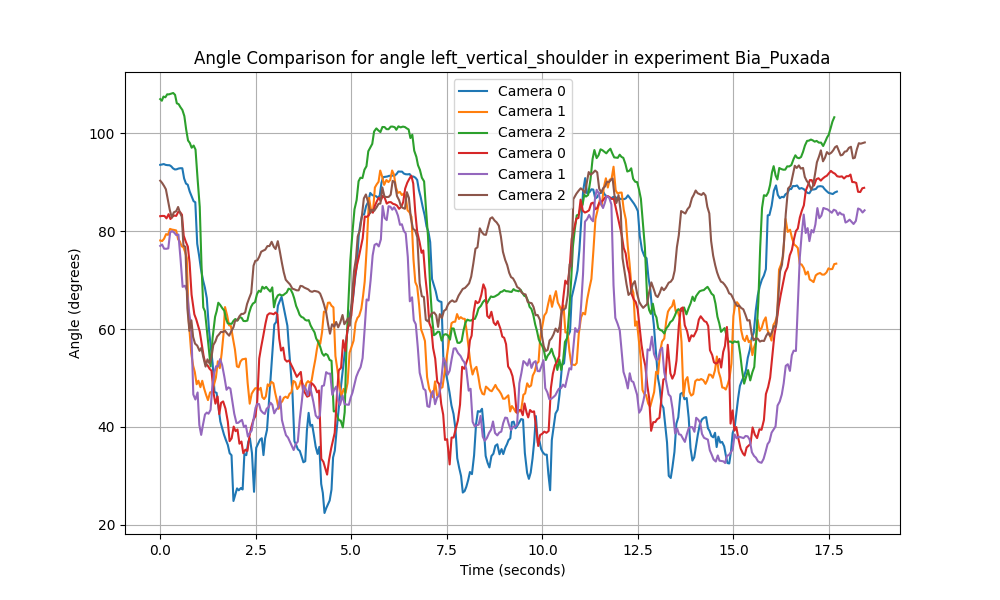 Angle Comparison for angle left_vertical_shoulder in experiment Bia_Puxada
Camera 0
Camera 1
Camera 2
Camera 0
Camera 1
Camera 2
Angle (degrees)
100
80
60
40
20
0.0 2.5 5.0 7.5 10.0 12.5 15.0 17.5
Time (seconds)